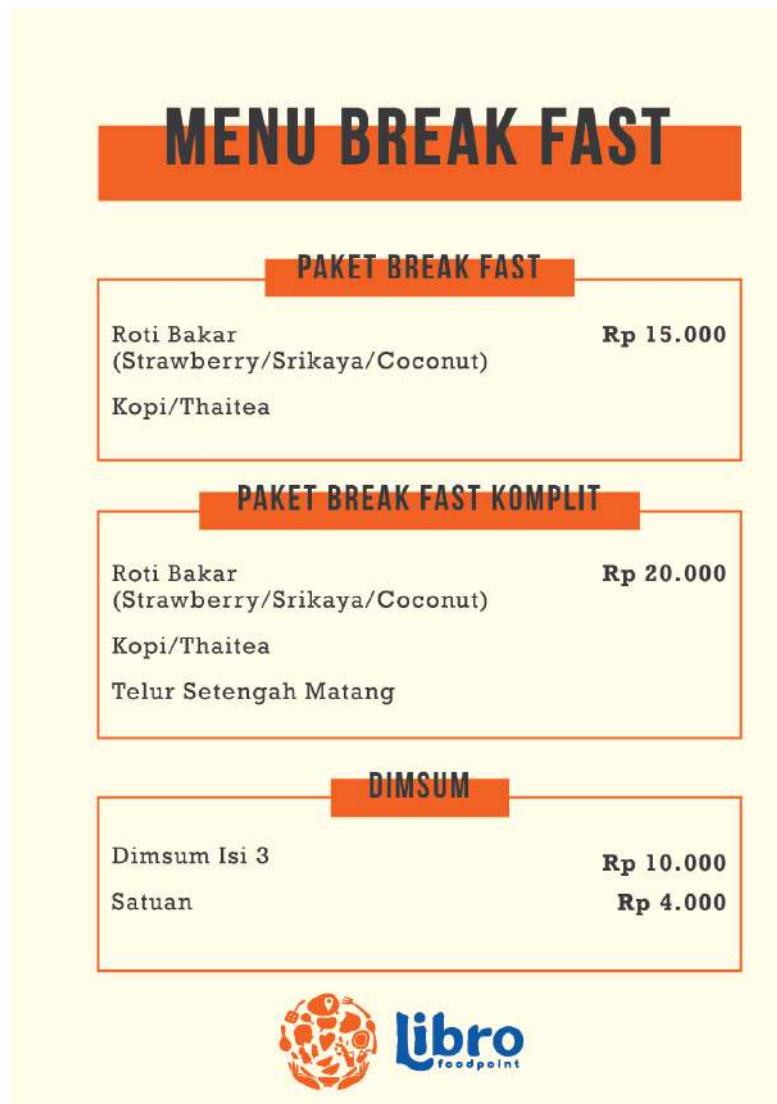 MENU BREAK FAST
PAKET BREAK FAST
Roti Bakar Rp 15.000
(Strawberry/Srikaya/Coconut)
Kopi/Thaitea
PAKET BREAK FAST KOMPLIT
Roti Bakar Rp 20.000
(Strawberry/Srikaya/Coconut)
Kopi/Thaitea
Telur Setengah Matang
DIMSUM
Dimsum Isi 3 Rp 10.000
Satuan Rp 4.000
Libro
foodpoint